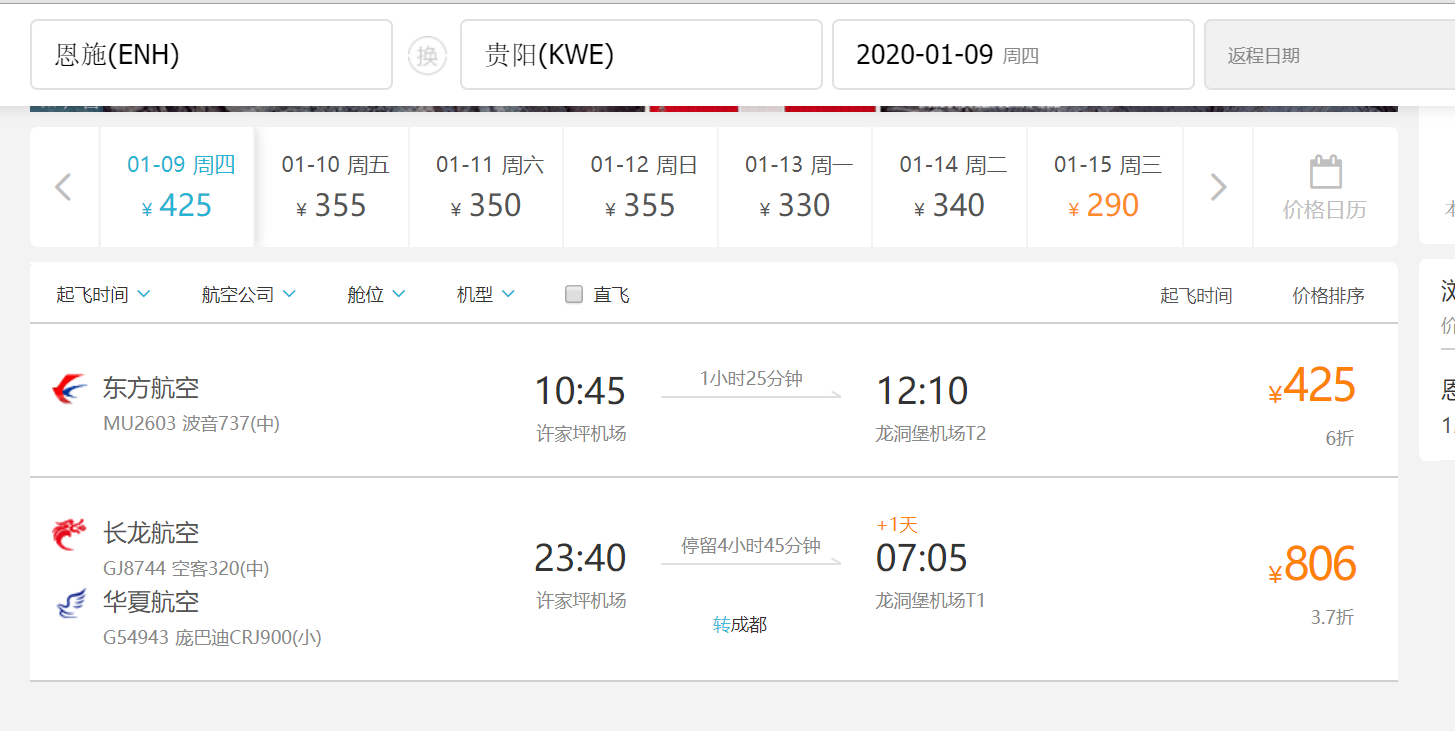 恩施(ENH)
换
贵阳(KWE)
2020-01-09 周四
返程日期
01-09 周四
¥ 425
01-10 周五
¥ 355
01-11 周六
¥ 350
01-12 周日
¥ 355
01-13 周一
¥ 330
01-14 周二
¥ 340
01-15 周三
¥ 290
价格日历
起飞时间
航空公司
舱位
机型
直飞
起飞时间
价格排序
东方航空
MU2603 波音737(中)
10:45
许家坪机场
1小时25分钟
12:10
龙洞堡机场T2
¥425
6折
长龙航空
GJ8744 空客320(中)
华夏航空
G54943 庞巴迪CRJ900(小)
23:40
许家坪机场
停留4小时45分钟
转成都
+1天
07:05
龙洞堡机场T1
¥806
3.7折